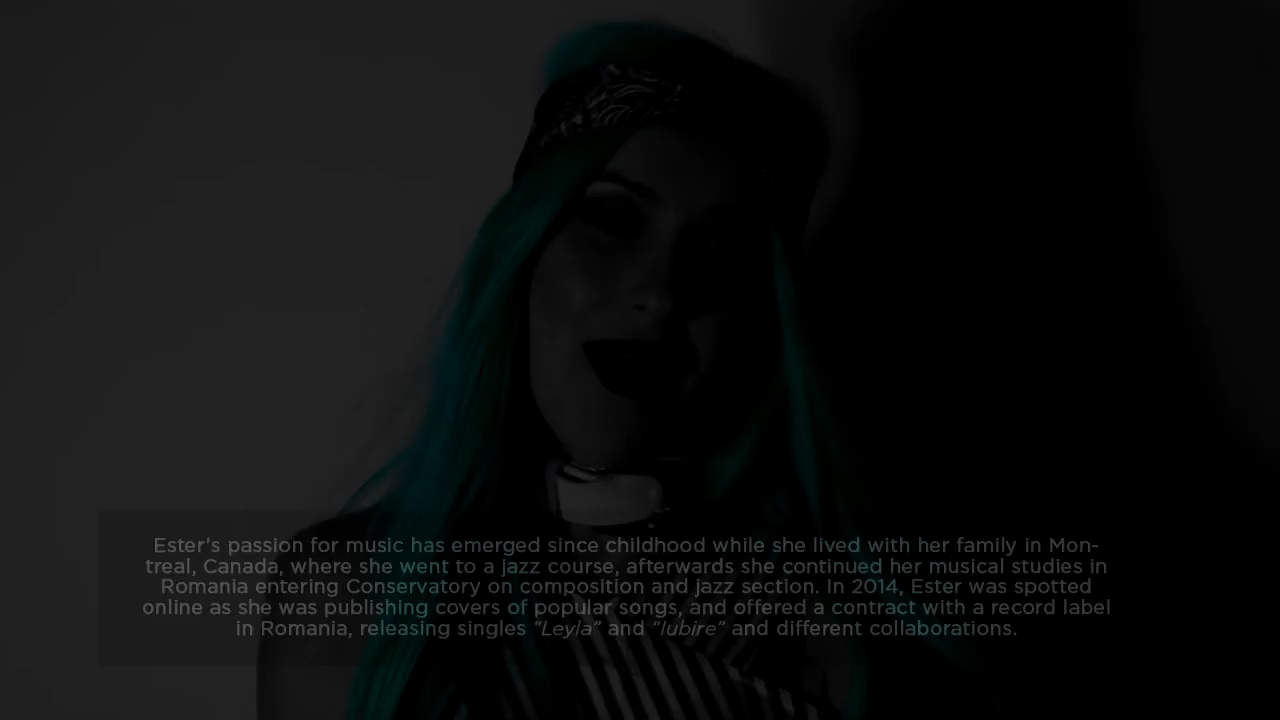 Ester's passion for music has emerged since childhood while she lived with her family in Mon-
treal, Canada, where she went to a jazz course, afterwards she continued her musical studies in
Romania entering Conservatory on composition and jazz section. In 2014, Ester was spotted
online as she was publishing covers of popular songs, and offered a contract with a record label
in Romania, releasing singles “Leyla” and “Iubire” and different collaborations.